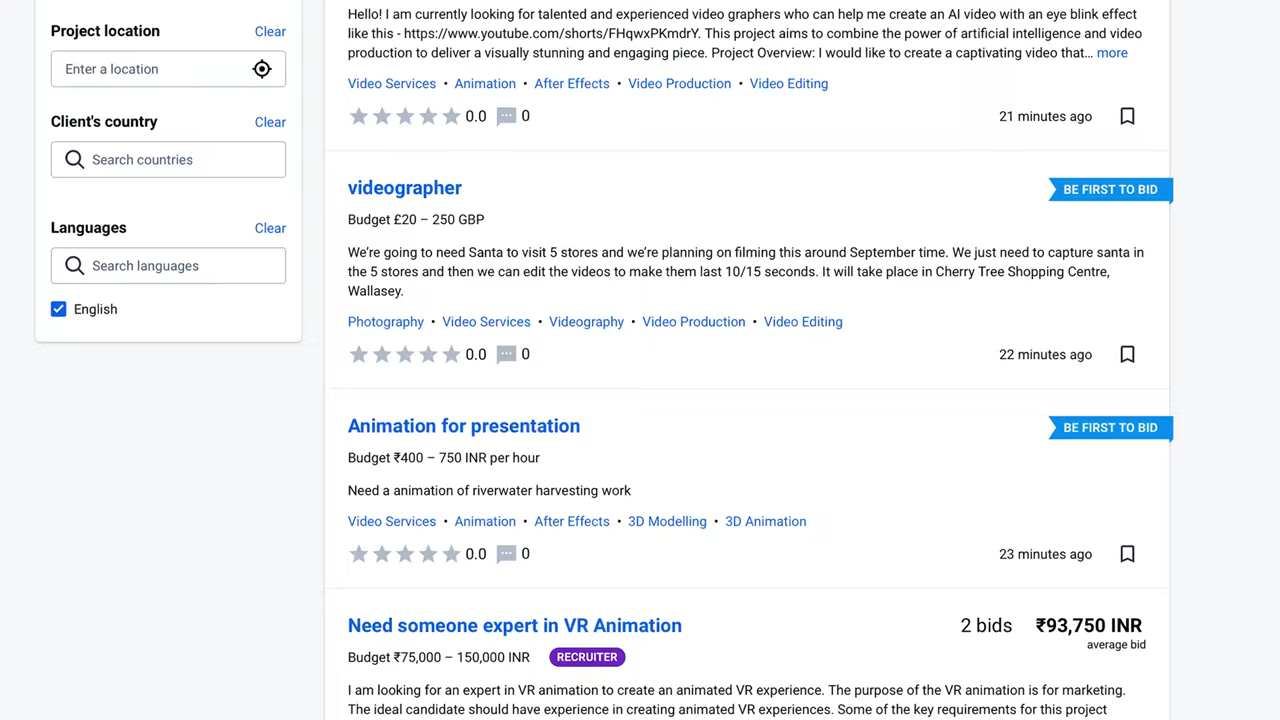 Project location Clear
Enter a location
Client's country Clear
Search countries
Languages Clear
Search languages
English
Hello! I am currently looking for talented and experienced video graphers who can help me create an AI video with an eye blink effect
like this - https://www.youtube.com/shorts/FHqwxPKmdrY. This project aims to combine the power of artificial intelligence and video
production to deliver a visually stunning and engaging piece. Project Overview: I would like to create a captivating video that... more
Video Services • Animation • After Effects • Video Production • Video Editing
0.0 0 21 minutes ago
videographer BE FIRST TO BID
Budget £20 – 250 GBP
We’re going to need Santa to visit 5 stores and we’re planning on filming this around September time. We just need to capture santa in
the 5 stores and then we can edit the videos to make them last 10/15 seconds. It will take place in Cherry Tree Shopping Centre,
Wallasey.
Photography • Video Services • Videography • Video Production • Video Editing
0.0 0 22 minutes ago
Animation for presentation BE FIRST TO BID
Budget ₹400 – 750 INR per hour
Need a animation of riverwater harvesting work
Video Services • Animation • After Effects • 3D Modelling • 3D Animation
0.0 0 23 minutes ago
Need someone expert in VR Animation 2 bids ₹93,750 INR
average bid
Budget ₹75,000 – 150,000 INR RECRUITER
I am looking for an expert in VR animation to create an animated VR experience. The purpose of the VR animation is for marketing.
The ideal candidate should have experience in creating animated VR experiences. Some of the key requirements for this project